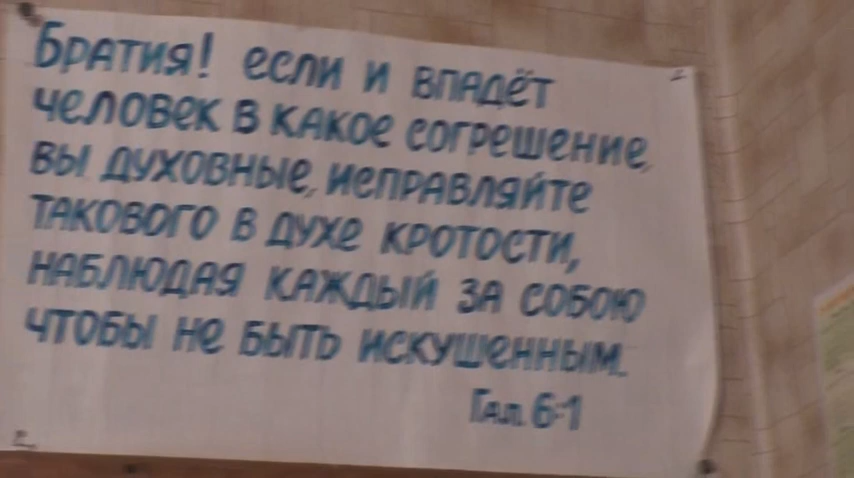 Братия! если и впадёт
человек в какое согрешение,
вы духовные, исправляйте
такового в духе кротости,
наблюдая каждый за собою
чтобы не быть искушенным.
Гал. 6:1